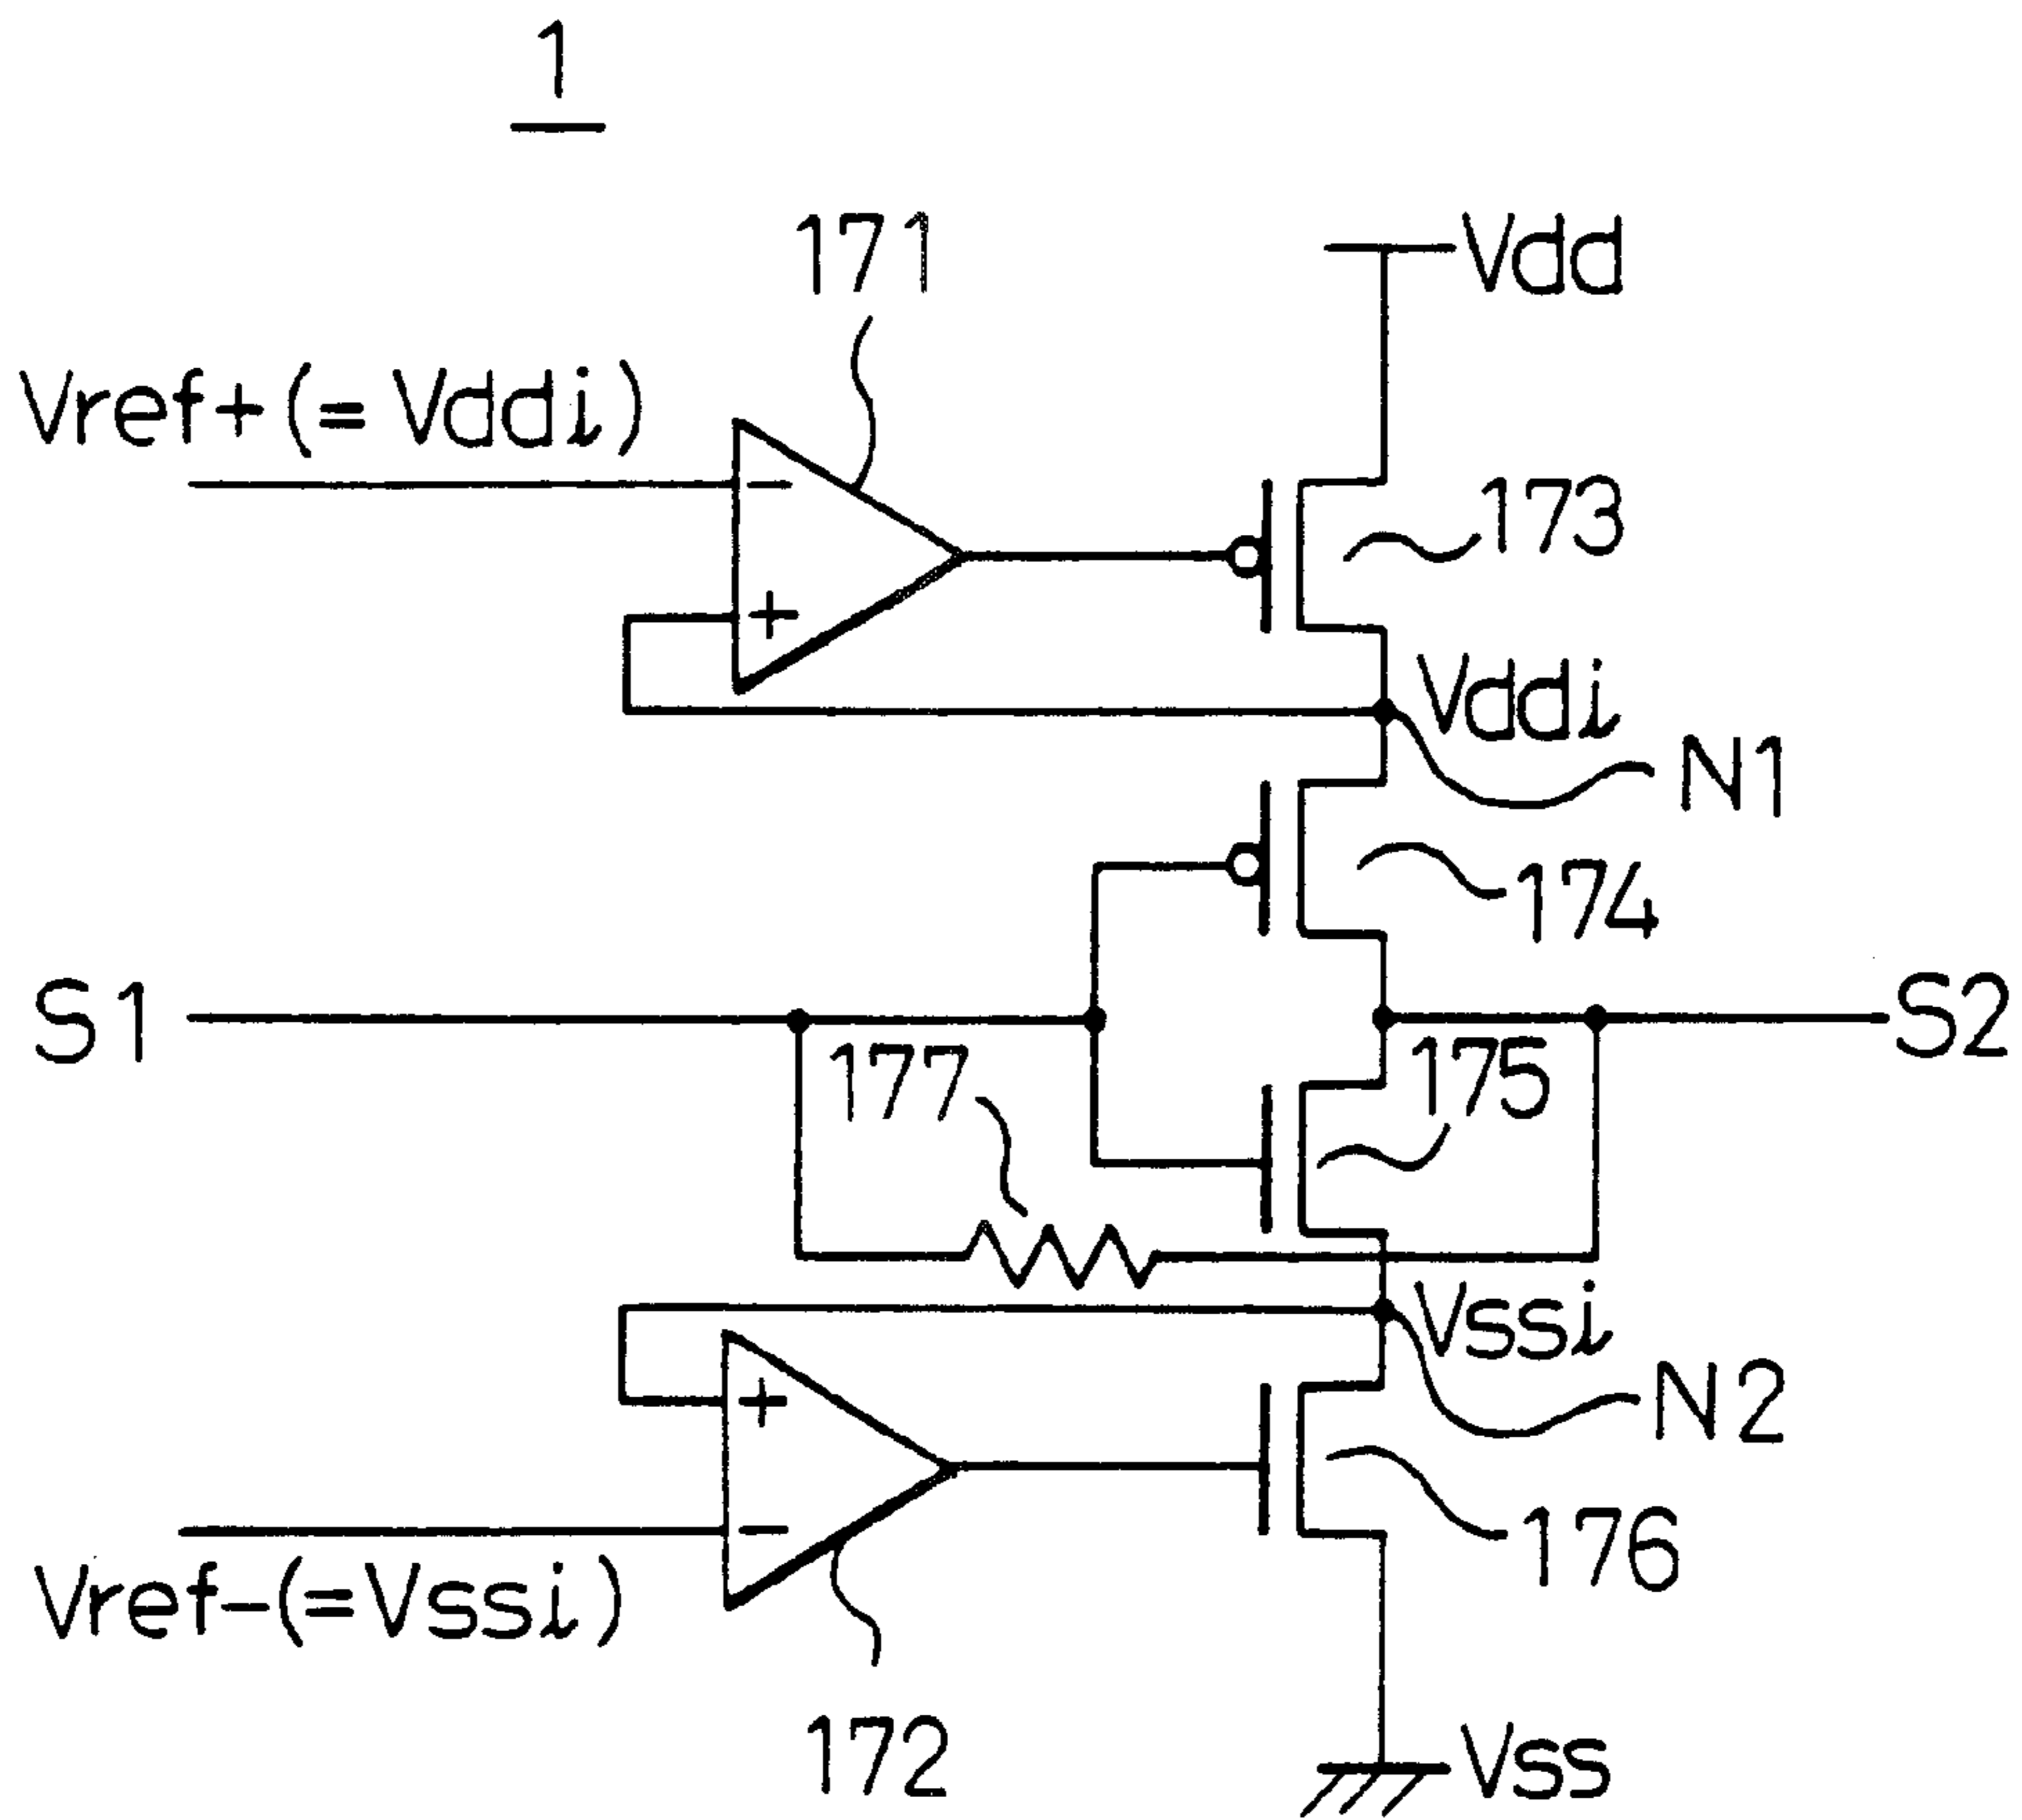 1
171
Vdd
Vref+(=Vddi)
−
173
+
Vddi
N1
174
S1
S2
177
175
Vssi
+
N2
−
176
Vref−(=Vssi)
172
Vss